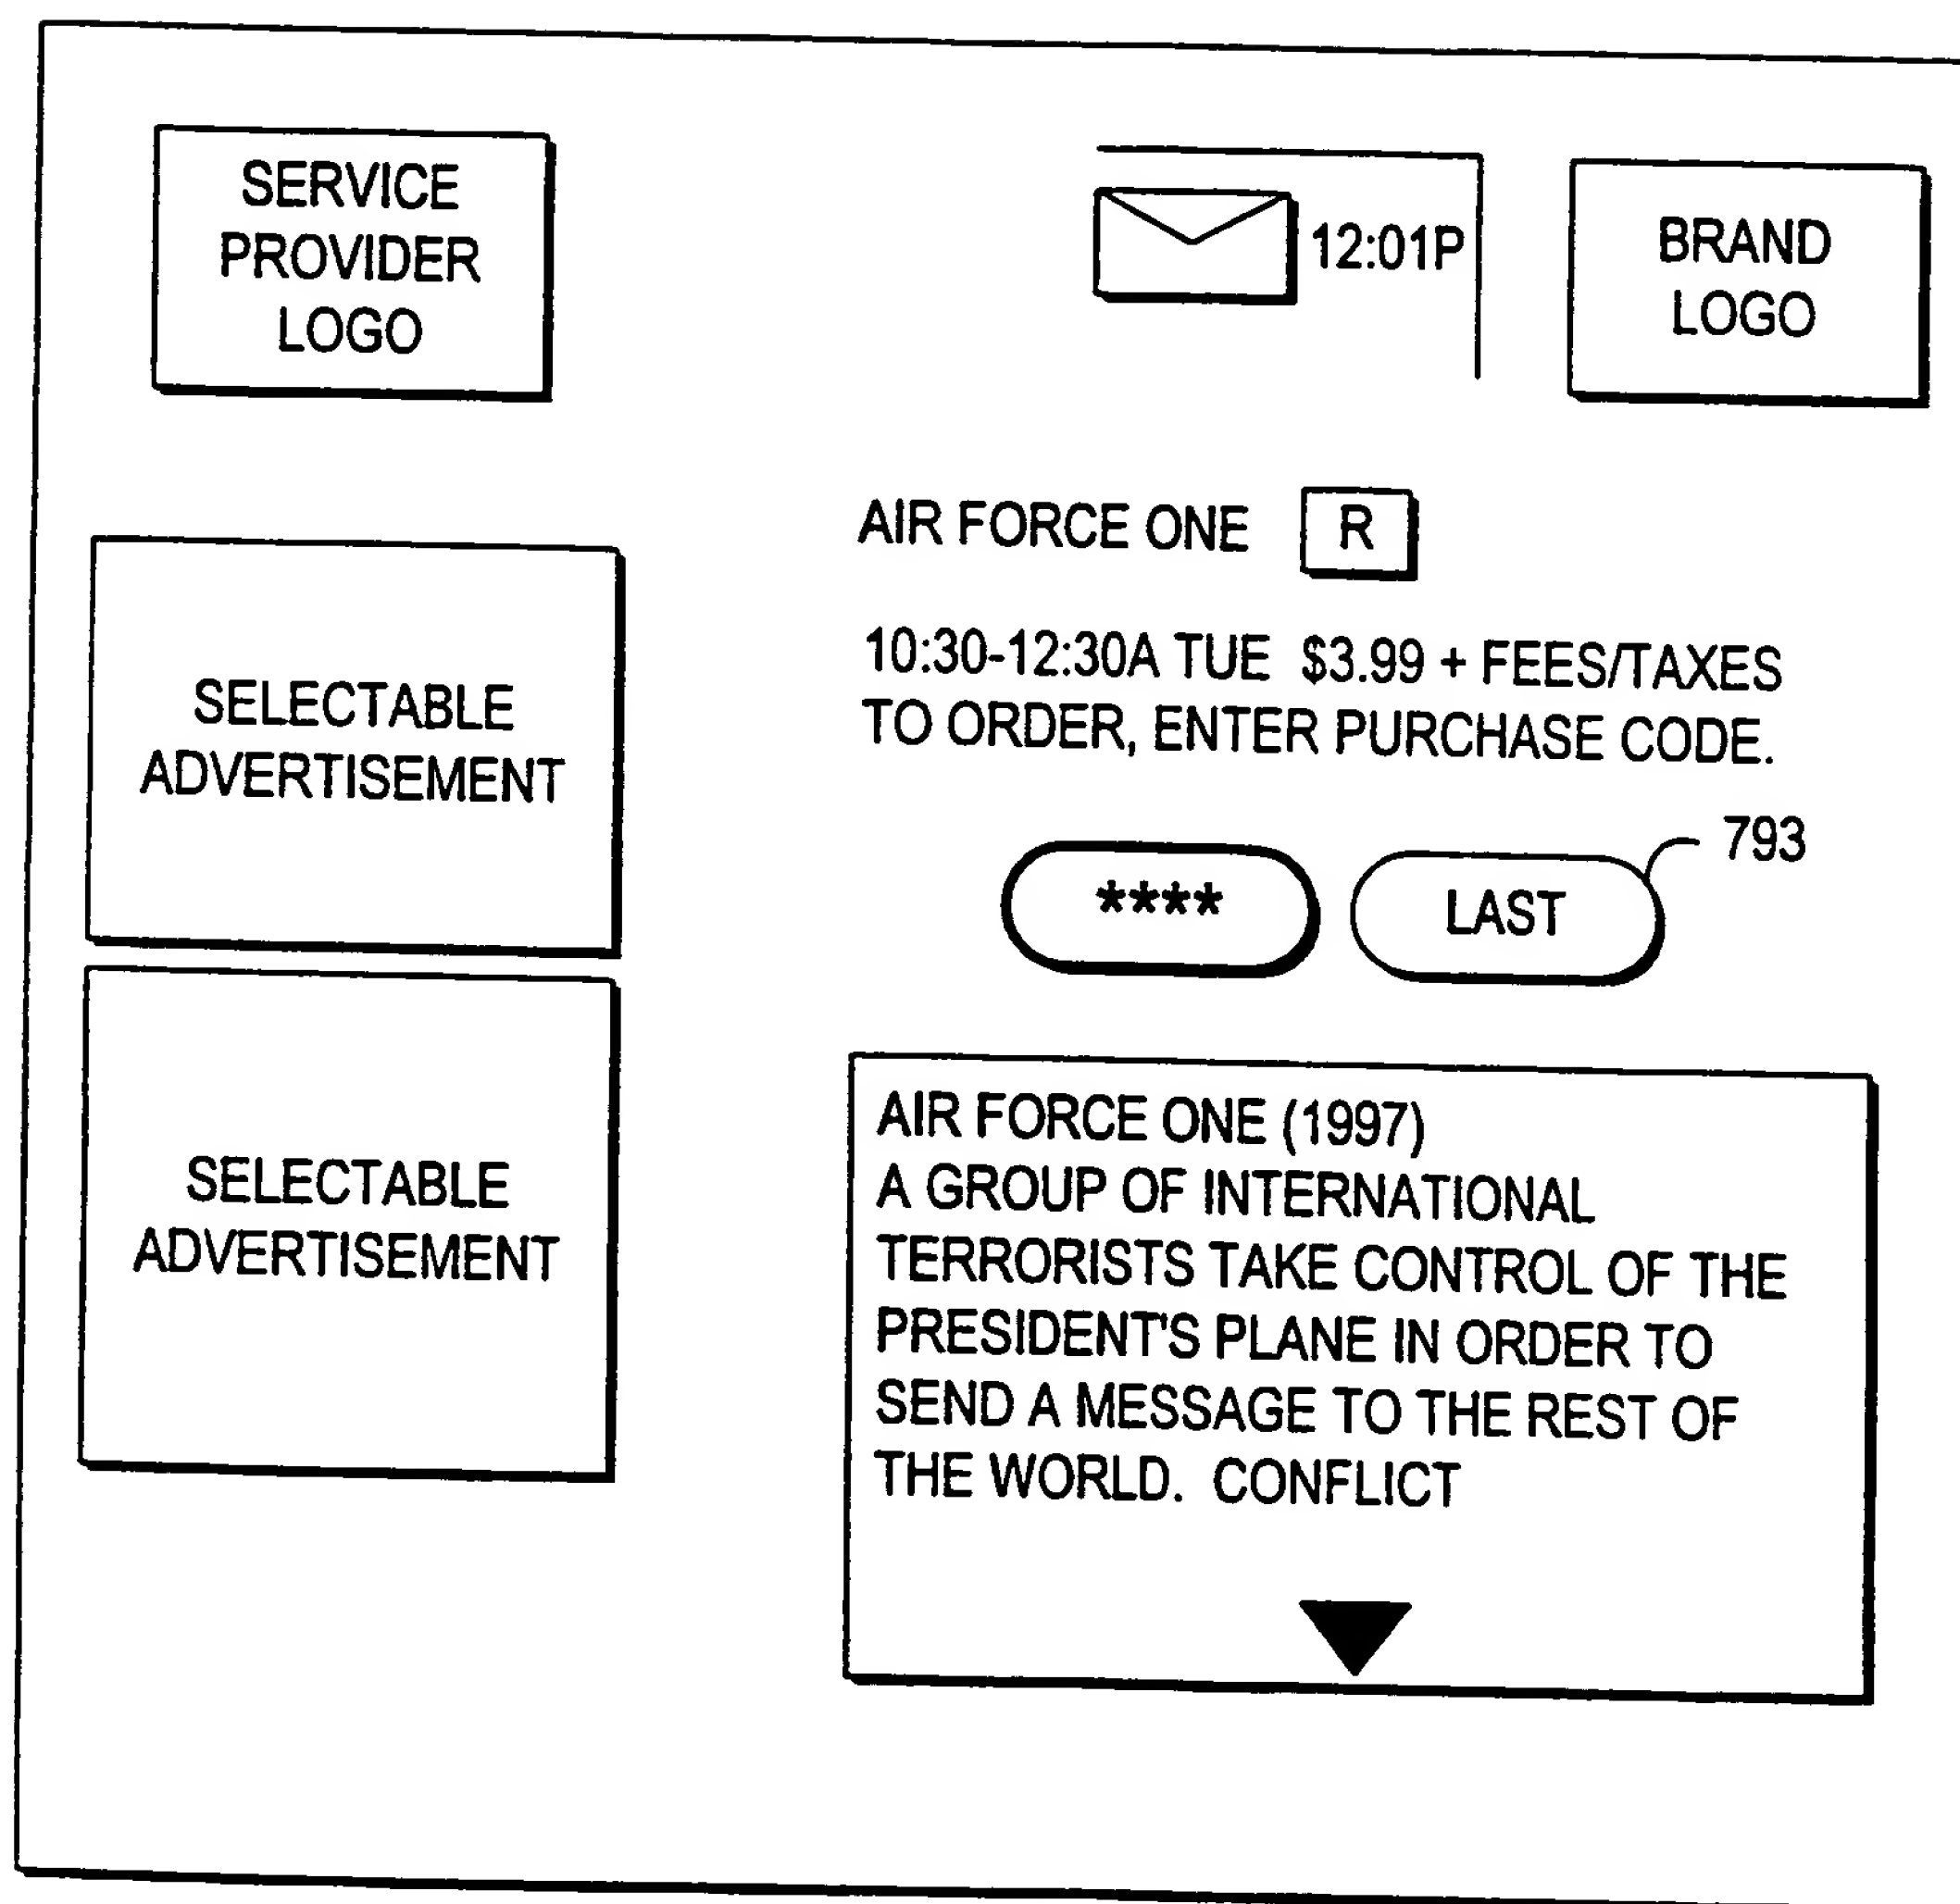 SERVICE
PROVIDER
LOGO
12:01P
BRAND
LOGO
SELECTABLE
ADVERTISEMENT
SELECTABLE
ADVERTISEMENT
AIR FORCE ONE R
10:30-12:30A TUE $3.99 + FEES/TAXES
TO ORDER, ENTER PURCHASE CODE.
793
**** LAST
AIR FORCE ONE (1997)
A GROUP OF INTERNATIONAL
TERRORISTS TAKE CONTROL OF THE
PRESIDENT'S PLANE IN ORDER TO
SEND A MESSAGE TO THE REST OF
THE WORLD. CONFLICT